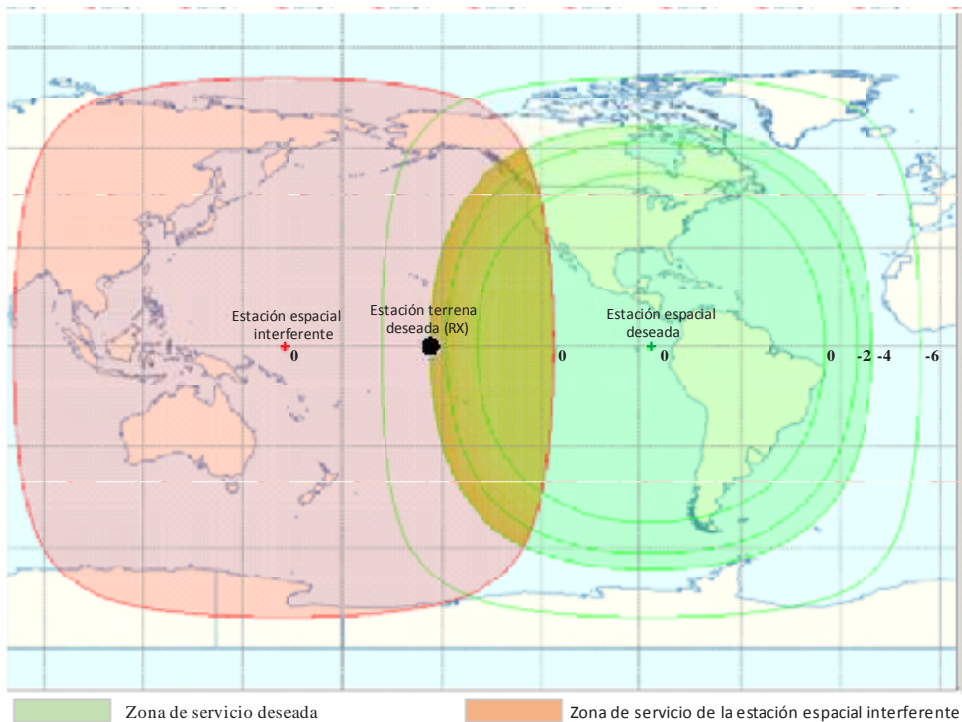 Estación espacial
interferente
0
Estación terrena
deseada (RX)
0
Estación espacial
deseada
0
0
-2
-4
-6
Zona de servicio deseada
Zona de servicio de la estación espacial interferente